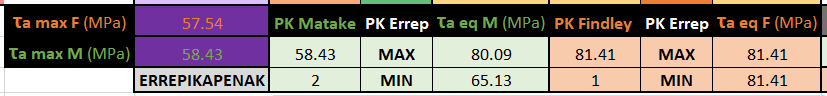 τa max F (MPa) 57.54 PK Matake PK Errep τa eq M (MPa) PK Findley PK Errep τa eq F (MPa)
τa max M (MPa) 58.43 58.43 MAX 80.09 81.41 MAX 81.41
ERREPIKAPENAK 2 MIN 65.13 1 MIN 81.41